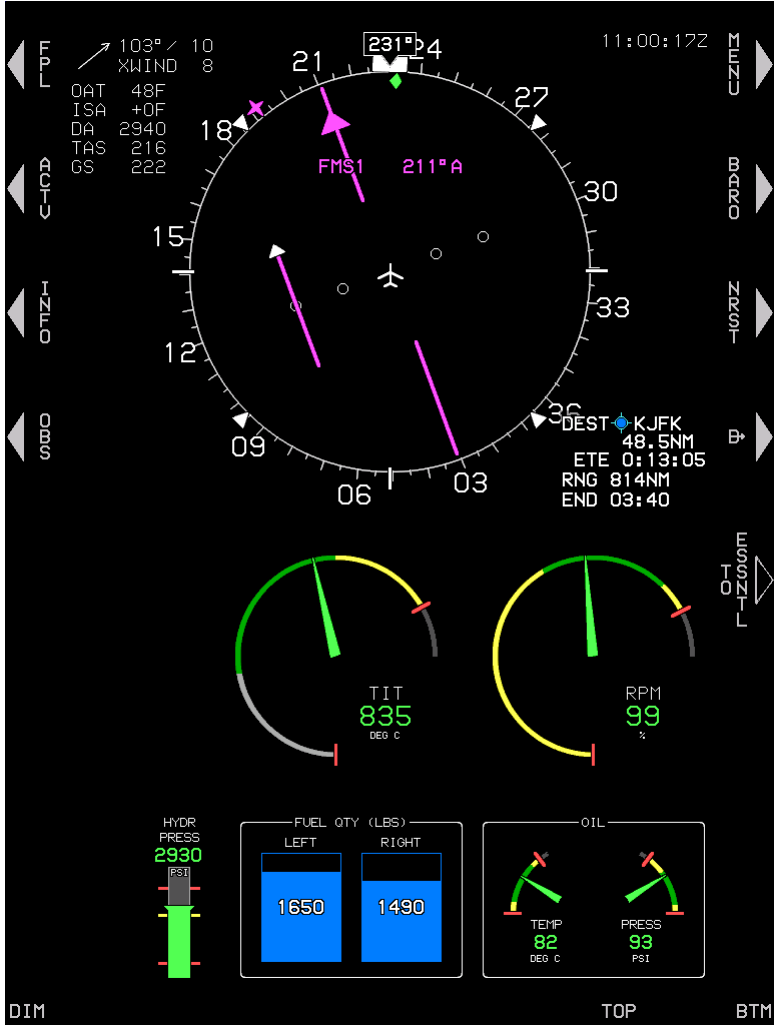 FPL
103°/ 10
XWIND 8
OAT 48F
ISA +0F
DA 2940
TAS 216
GS 222
ACTV
INFO
OBS
231°
21
24
27
30
33
36
03
06
09
12
15
18
FMS1 211°A
11:00:17Z
MENU
BARO
NRST
D
DEST KJFK
48.5NM
ETE 0:13:05
RNG 814NM
END 03:40
ESSNTL
TO
TIT
835
DEG C
RPM
99
%
HYDR
PRESS
2930
PSI
FUEL QTY (LBS)
LEFT RIGHT
1650 1490
OIL
TEMP PRESS
82 93
DEG C PSI
DIM TOP BTM